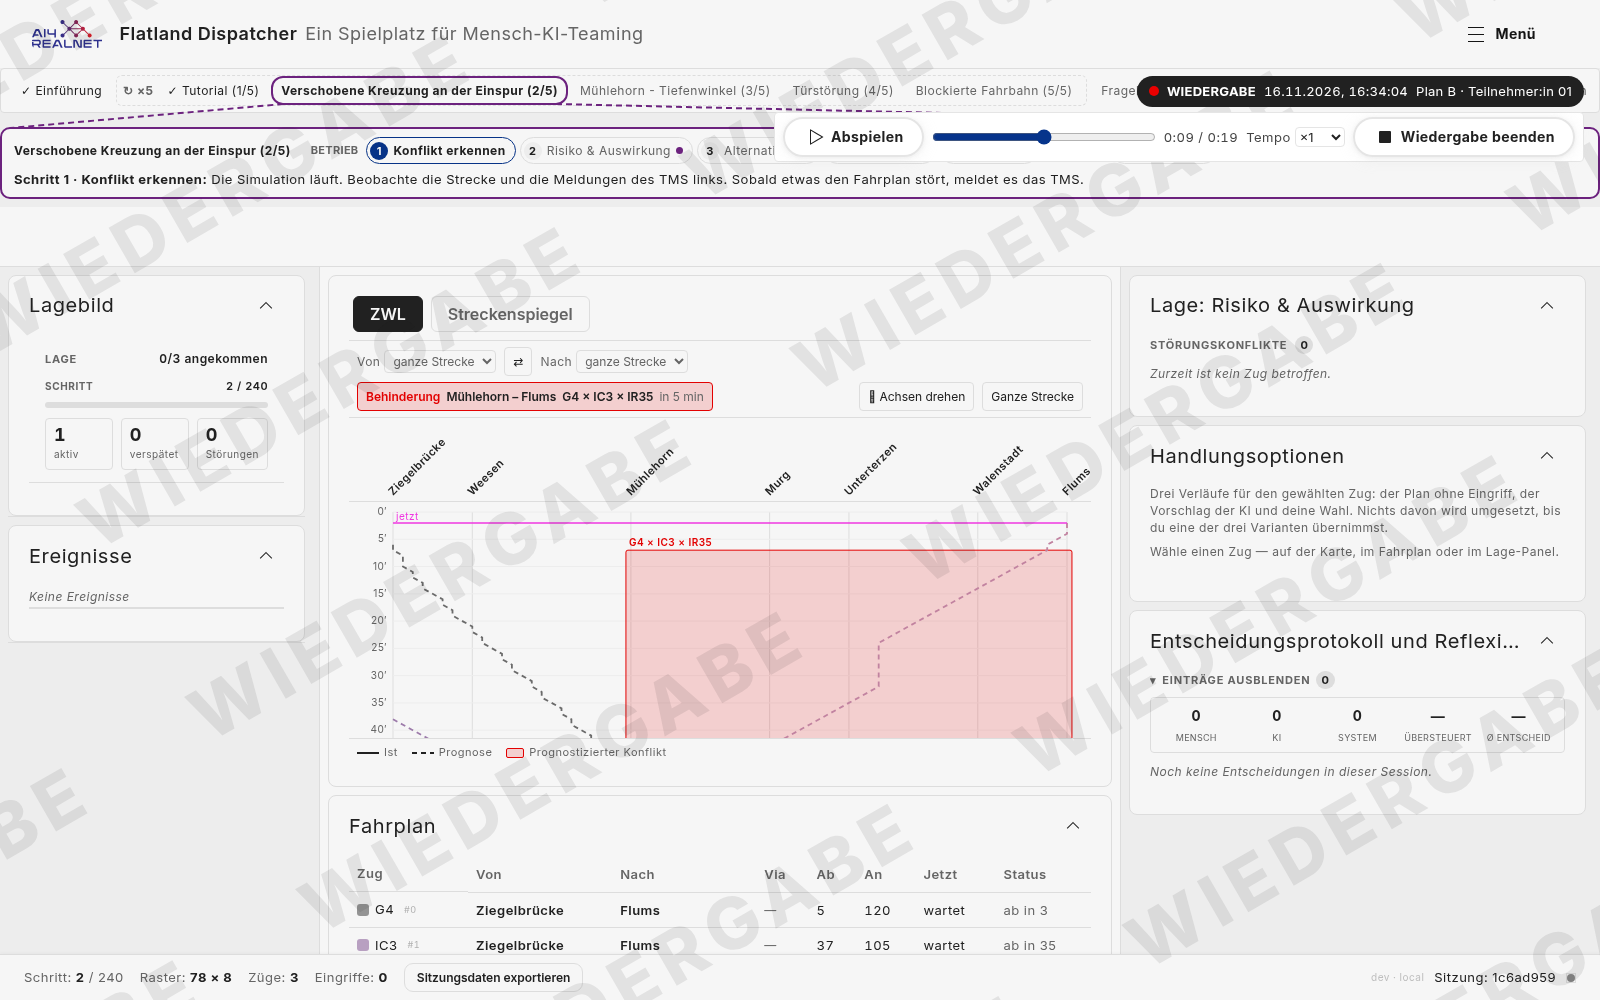 AI4 REALNET
Flatland Dispatcher Ein Spielplatz für Mensch-KI-Teaming
Menü
✓ Einführung ↻ ×5 ✓ Tutorial (1/5) Verschobene Kreuzung an der Einspur (2/5) Mühlehorn - Tiefenwinkel (3/5) Türstörung (4/5) Blockierte Fahrbahn (5/5) Frage
WIEDERGABE 16.11.2026, 16:34:04 Plan B · Teilnehmer:in 01
Abspielen 0:09 / 0:19 Tempo ×1 Wiedergabe beenden
Verschobene Kreuzung an der Einspur (2/5) BETRIEB 1 Konflikt erkennen 2 Risiko & Auswirkung 3 Alternati
Schritt 1 · Konflikt erkennen: Die Simulation läuft. Beobachte die Strecke und die Meldungen des TMS links. Sobald etwas den Fahrplan stört, meldet es das TMS.
Lagebild
LAGE 0/3 angekommen
SCHRITT 2 / 240
1 0 0
aktiv verspätet Störungen
Ereignisse
Keine Ereignisse
ZWL Streckenspiegel
Von ganze Strecke ⇄ Nach ganze Strecke
Behinderung Mühlehorn – Flums G4 × IC3 × IR35 in 5 min
Achsen drehen Ganze Strecke
Ziegelbrücke Weesen Mühlehorn Murg Unterterzen Walenstadt Flums
0′
jetzt
5′
G4 × IC3 × IR35
10′
15′
20′
25′
30′
35′
40′
Ist Prognose Prognostizierter Konflikt
Fahrplan
Zug Von Nach Via Ab An Jetzt Status
G4 #0 Ziegelbrücke Flums — 5 120 wartet ab in 3
IC3 #1 Ziegelbrücke Flums — 37 105 wartet ab in 35
Lage: Risiko & Auswirkung
STÖRUNGSKONFLIKTE 0
Zurzeit ist kein Zug betroffen.
Handlungsoptionen
Drei Verläufe für den gewählten Zug: der Plan ohne Eingriff, der
Vorschlag der KI und deine Wahl. Nichts davon wird umgesetzt, bis
du eine der drei Varianten übernimmst.
Wähle einen Zug — auf der Karte, im Fahrplan oder im Lage-Panel.
Entscheidungsprotokoll und Reflexi...
▾ EINTRÄGE AUSBLENDEN 0
0 0 0 — —
MENSCH KI SYSTEM ÜBERSTEUERT Ø ENTSCHEID
Noch keine Entscheidungen in dieser Session.
Schritt: 2 / 240 Raster: 78 × 8 Züge: 3 Eingriffe: 0 Sitzungsdaten exportieren
dev · local Sitzung: 1c6ad959
WIEDERGABE